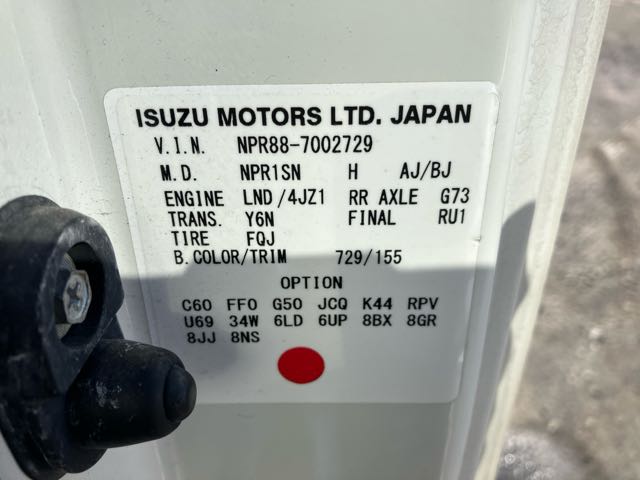 ISUZU MOTORS LTD. JAPAN
V.I.N. NPR88-7002729
M.D. NPR1SN H AJ/BJ
ENGINE LND/4JZ1 RR AXLE G73
TRANS. Y6N FINAL RU1
TIRE FQJ
B.COLOR/TRIM 729/155
OPTION
C60 FF0 G50 JCQ K44 RPV
U69 34W 6LD 6UP 8BX 8GR
8JJ 8NS